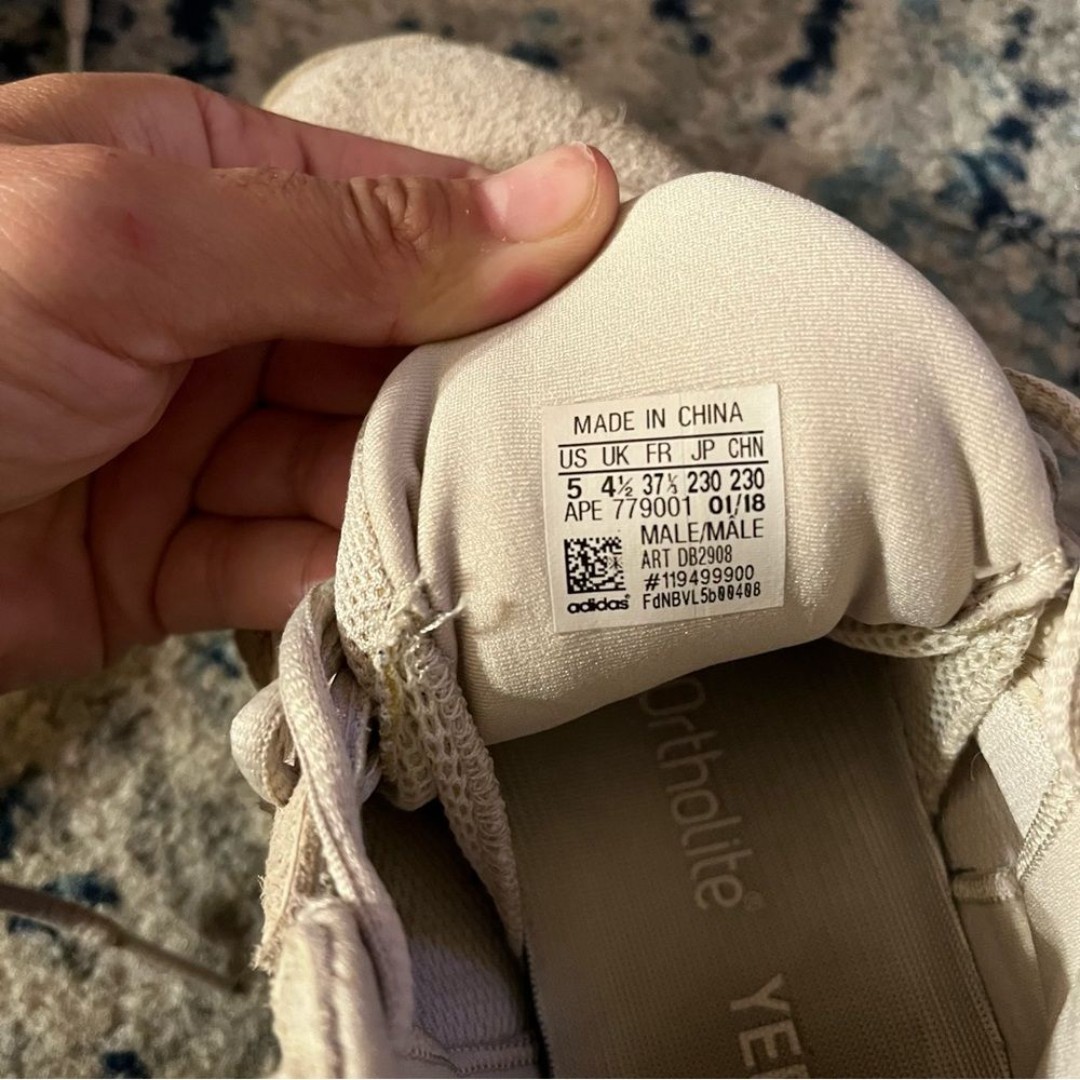 MADE IN CHINA
US UK FR JP CHN
5 4½ 37⅓ 230 230
APE 779001 01/18
MALE/MÂLE
ART DB2908
#119499900
adidas® FdNBVL5b00408
Ortholite®
YEE